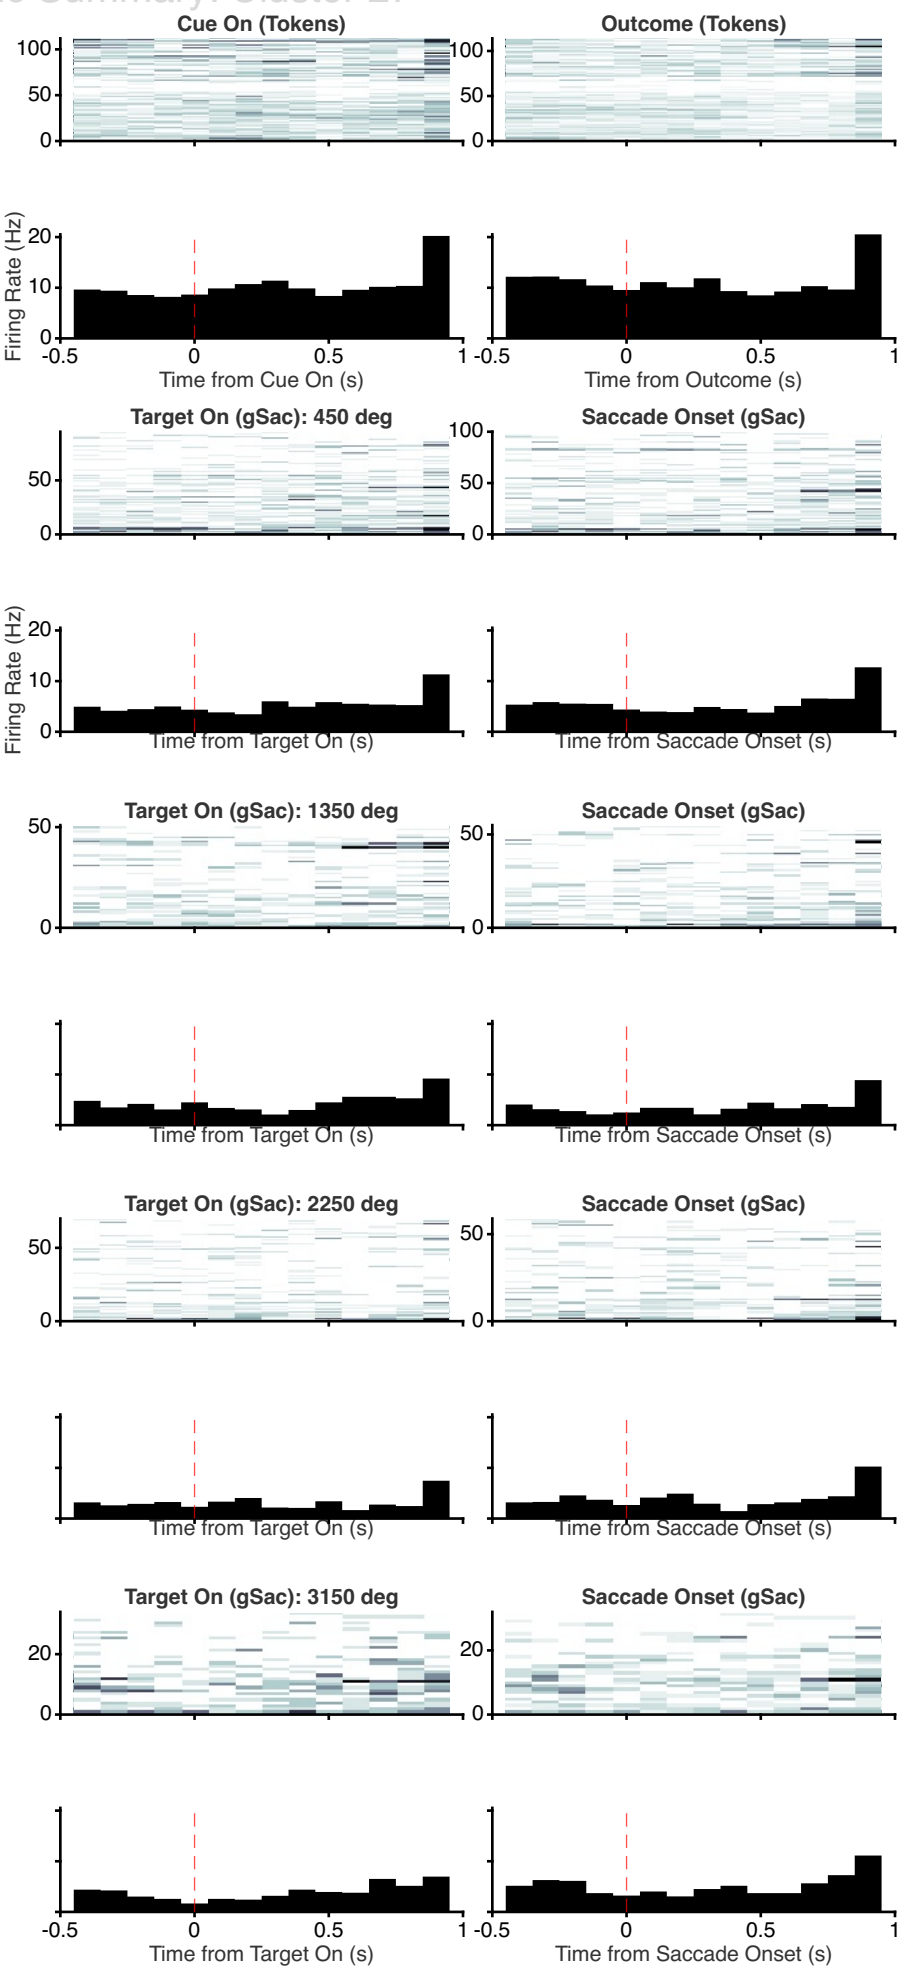 Summary: Cluster
Cue On (Tokens) Outcome (Tokens)
100 100
50 50
0 0
Firing Rate (Hz)
20
10
0
-0.5 0 0.5 1 -0.5 0 0.5 1
Time from Cue On (s) Time from Outcome (s)
Target On (gSac): 450 deg Saccade Onset (gSac)
100
50 50
0 0
Firing Rate (Hz)
20
10
0
Time from Target On (s) Time from Saccade Onset (s)
Target On (gSac): 1350 deg Saccade Onset (gSac)
50 50
0 0
Time from Target On (s) Time from Saccade Onset (s)
Target On (gSac): 2250 deg Saccade Onset (gSac)
50 50
0 0
Time from Target On (s) Time from Saccade Onset (s)
Target On (gSac): 3150 deg Saccade Onset (gSac)
20 20
0 0
-0.5 0 0.5 1 -0.5 0 0.5 1
Time from Target On (s) Time from Saccade Onset (s)